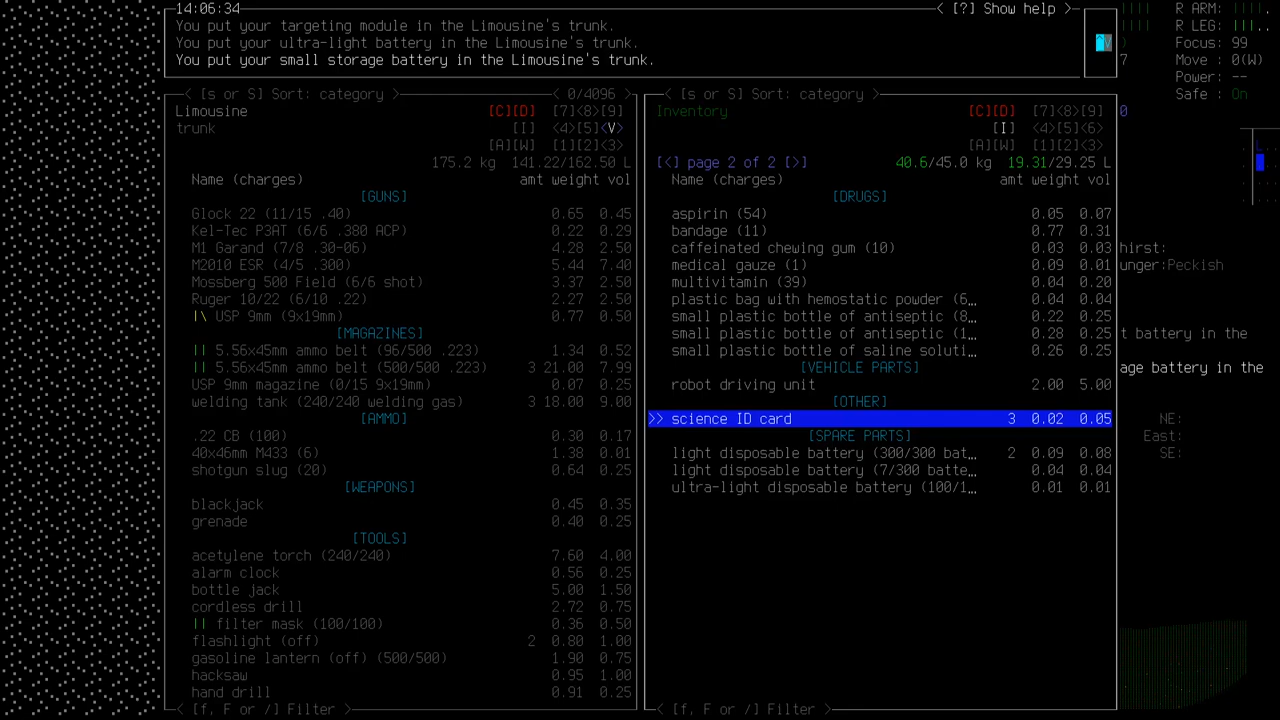 14:06:34 < [?] Show help >
You put your targeting module in the Limousine's trunk.
You put your ultra-light battery in the Limousine's trunk.
You put your small storage battery in the Limousine's trunk.
R ARM:
R LEG:
Focus: 99
7 Move : 0(W)
Power: --
Safe : On
< [s or S] Sort: category > < 0/4096 >
Limousine [C][D] [7]<8>[9]
trunk [I] <4>[5]<V>
[A][W] [1][2]<3>
175.2 kg 141.22/162.50 L
Name (charges) amt weight vol
[GUNS]
Glock 22 (11/15 .40) 0.65 0.45
Kel-Tec P3AT (6/6 .380 ACP) 0.22 0.29
M1 Garand (7/8 .30-06) 4.28 2.50
M2010 ESR (4/5 .300) 5.44 7.40
Mossberg 500 Field (6/6 shot) 3.37 2.50
Ruger 10/22 (6/10 .22) 2.27 2.50
|\ USP 9mm (9x19mm) 0.77 0.50
[MAGAZINES]
|| 5.56x45mm ammo belt (96/500 .223) 1.34 0.52
|| 5.56x45mm ammo belt (500/500 .223) 3 21.00 7.99
USP 9mm magazine (0/15 9x19mm) 0.07 0.25
welding tank (240/240 welding gas) 3 18.00 9.00
[AMMO]
.22 CB (100) 0.30 0.17
40x46mm M433 (6) 1.38 0.01
shotgun slug (20) 0.64 0.25
[WEAPONS]
blackjack 0.45 0.35
grenade 0.40 0.25
[TOOLS]
acetylene torch (240/240) 7.60 4.00
alarm clock 0.56 0.25
bottle jack 5.00 1.50
cordless drill 2.72 0.75
|| filter mask (100/100) 0.36 0.50
flashlight (off) 2 0.80 1.00
gasoline lantern (off) (500/500) 1.90 0.75
hacksaw 0.95 1.00
hand drill 0.91 0.25
< [f, F or /] Filter >
< [s or S] Sort: category >
Inventory [C][D] [7]<8>[9]
[I] <4>[5]<6>
[A][W] [1][2]<3>
[<] page 2 of 2 [>] 40.6/45.0 kg 19.31/29.25 L
Name (charges) amt weight vol
[DRUGS]
aspirin (54) 0.05 0.07
bandage (11) 0.77 0.31
caffeinated chewing gum (10) 0.03 0.03
medical gauze (1) 0.09 0.01
multivitamin (39) 0.04 0.20
plastic bag with hemostatic powder (6… 0.04 0.04
small plastic bottle of antiseptic (8… 0.22 0.25
small plastic bottle of antiseptic (1… 0.28 0.25
small plastic bottle of saline soluti… 0.26 0.25
[VEHICLE PARTS]
robot driving unit 2.00 5.00
[OTHER]
>> science ID card 3 0.02 0.05
[SPARE PARTS]
light disposable battery (300/300 bat… 2 0.09 0.08
light disposable battery (7/300 batte… 0.04 0.04
ultra-light disposable battery (100/1… 0.01 0.01
< [f, F or /] Filter >
0
hirst:
unger:Peckish
t battery in the
age battery in the
NE:
East:
SE: